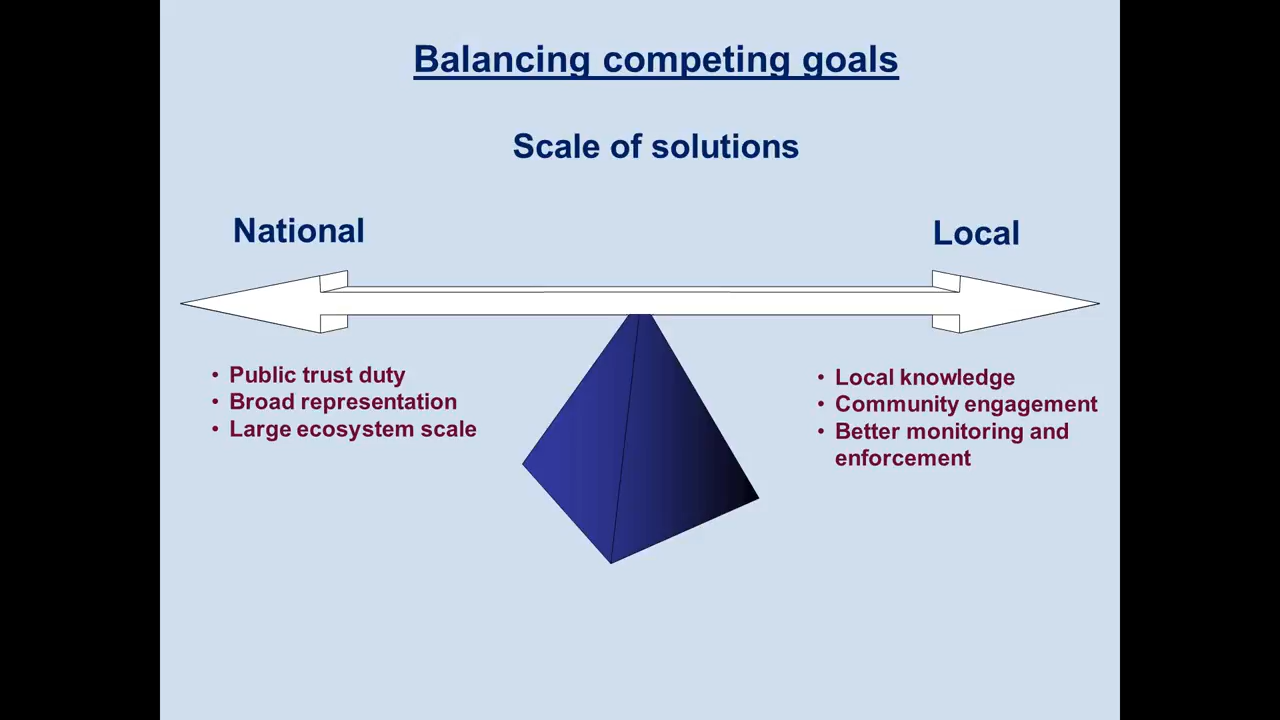 Balancing competing goals
Scale of solutions
National
Local
• Public trust duty
• Broad representation
• Large ecosystem scale
• Local knowledge
• Community engagement
• Better monitoring and
enforcement